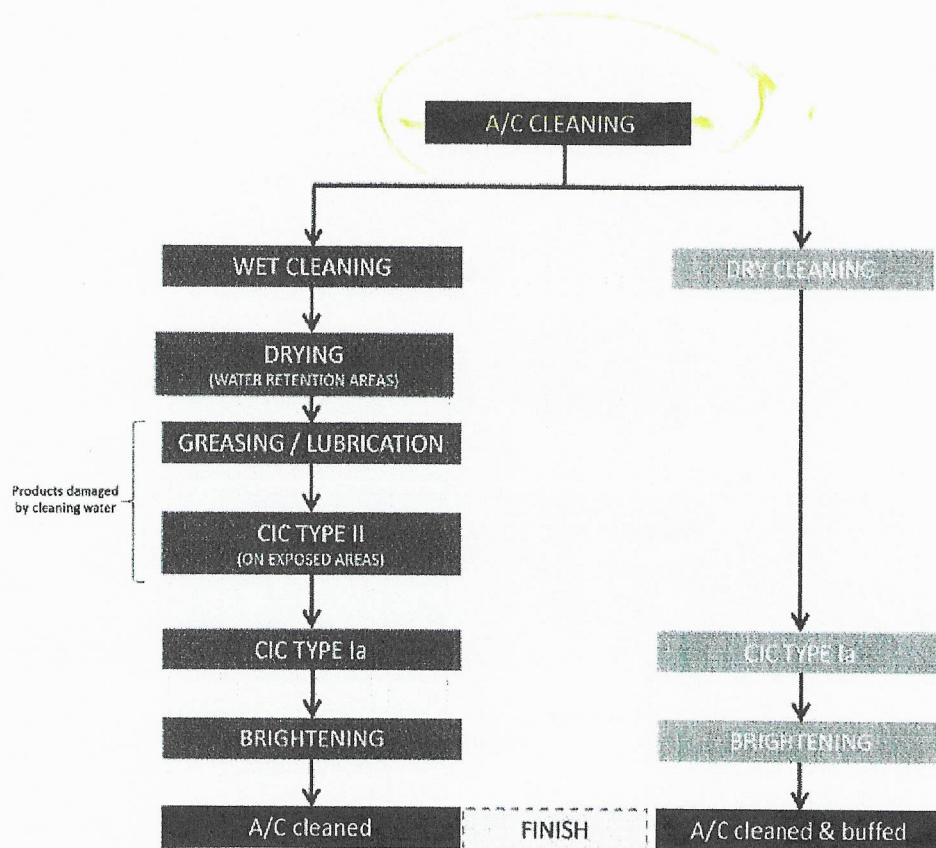 A/C CLEANING
WET CLEANING
DRY CLEANING
DRYING
(WATER RETENTION AREAS)
GREASING / LUBRICATION
Products damaged
by cleaning water
CIC TYPE II
(ON EXPOSED AREAS)
CIC TYPE Ia
CIC TYPE Ia
BRIGHTENING
BRIGHTENING
A/C cleaned
FINISH
A/C cleaned & buffed